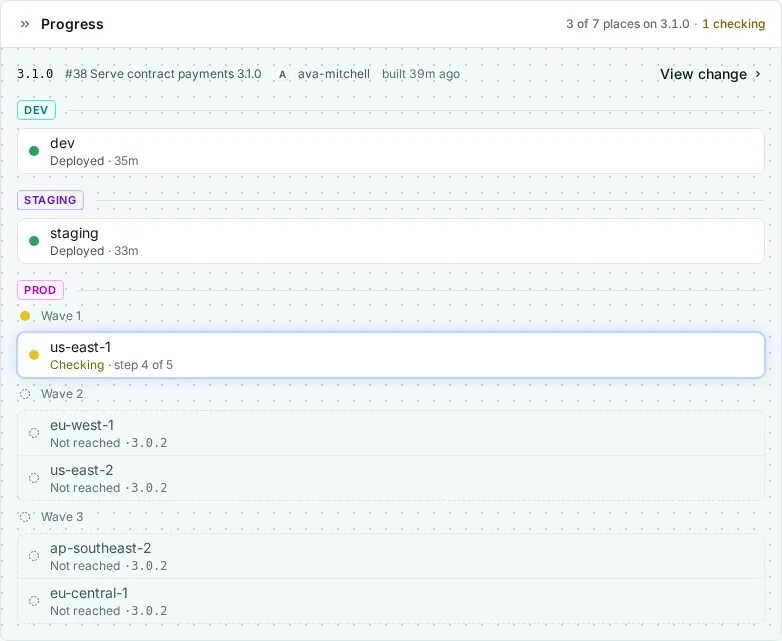 » Progress 3 of 7 places on 3.1.0 · 1 checking
3.1.0 #38 Serve contract payments 3.1.0 A ava-mitchell built 39m ago View change ›
DEV
dev
Deployed · 35m
STAGING
staging
Deployed · 33m
PROD
Wave 1
us-east-1
Checking · step 4 of 5
Wave 2
eu-west-1
Not reached · 3.0.2
us-east-2
Not reached · 3.0.2
Wave 3
ap-southeast-2
Not reached · 3.0.2
eu-central-1
Not reached · 3.0.2